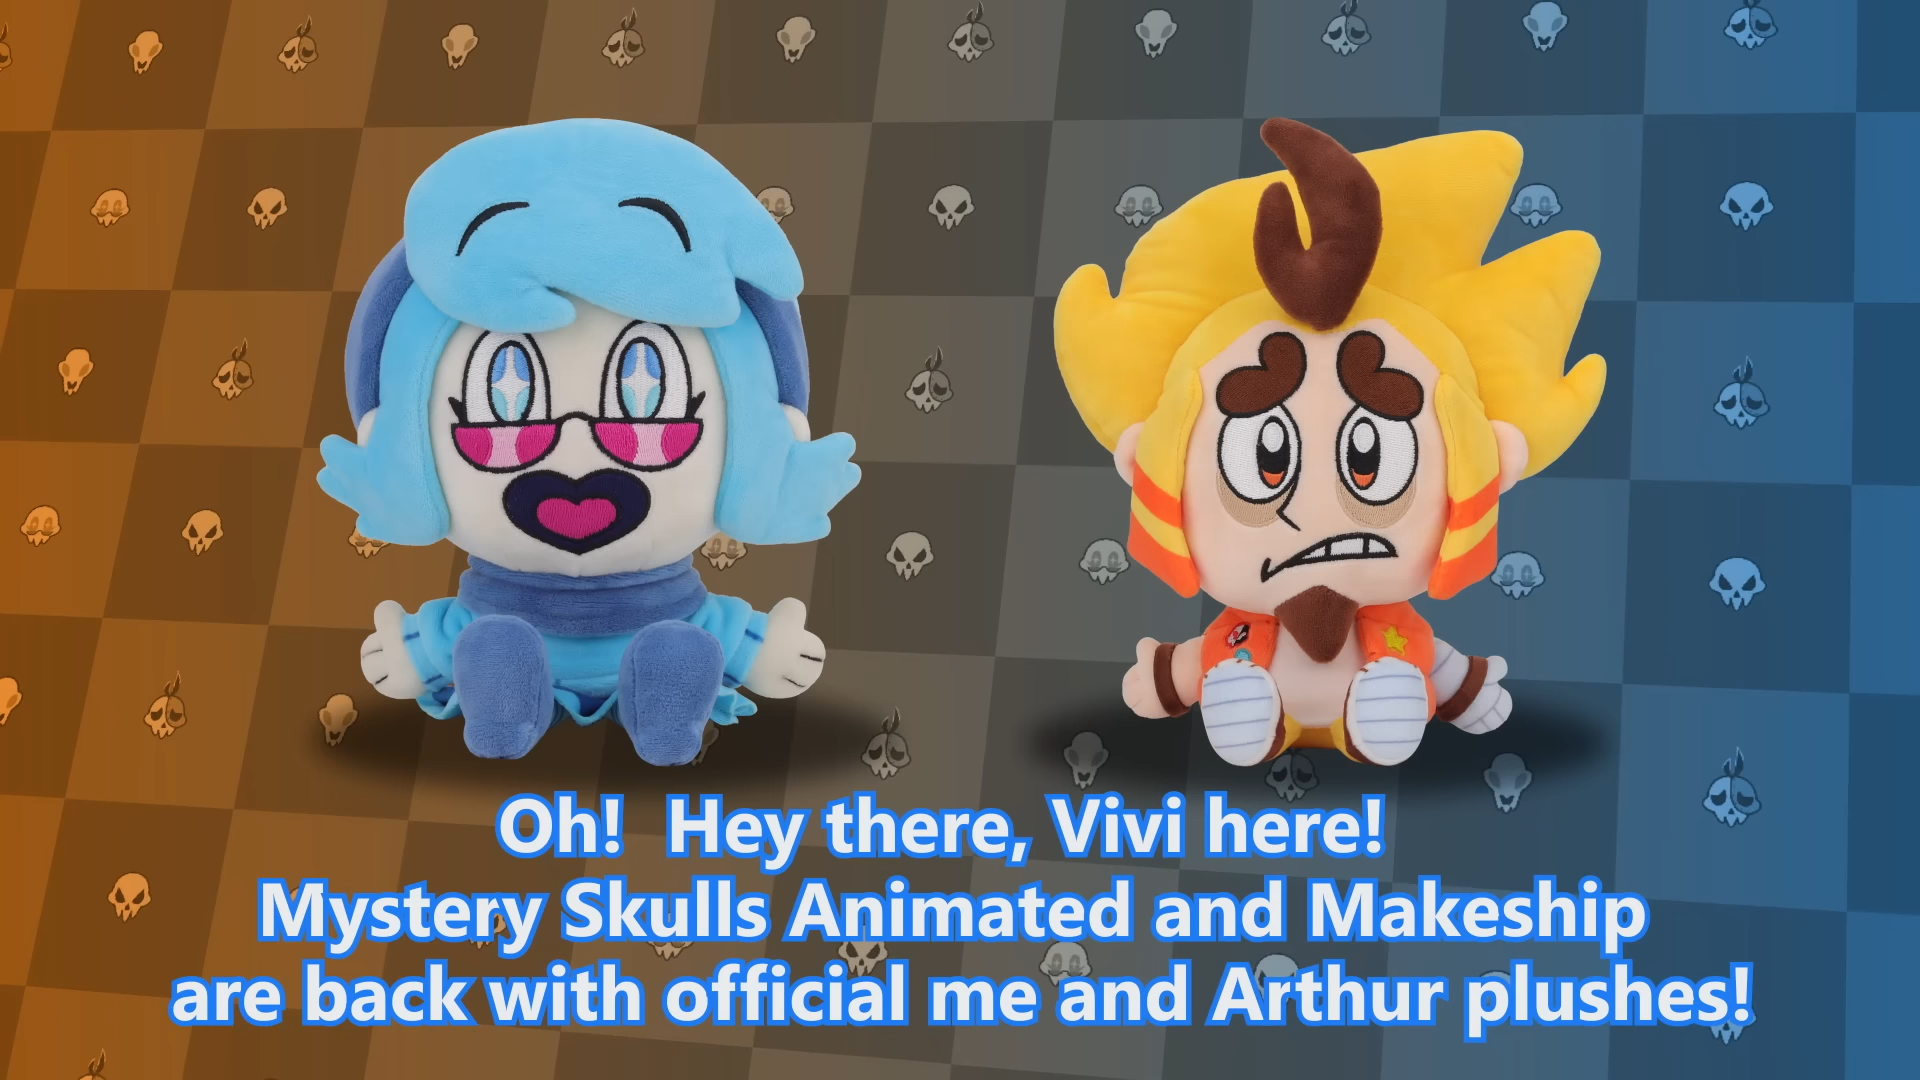 Oh!  Hey there, Vivi here!
Mystery Skulls Animated and Makeship
are back with official me and Arthur plushes!